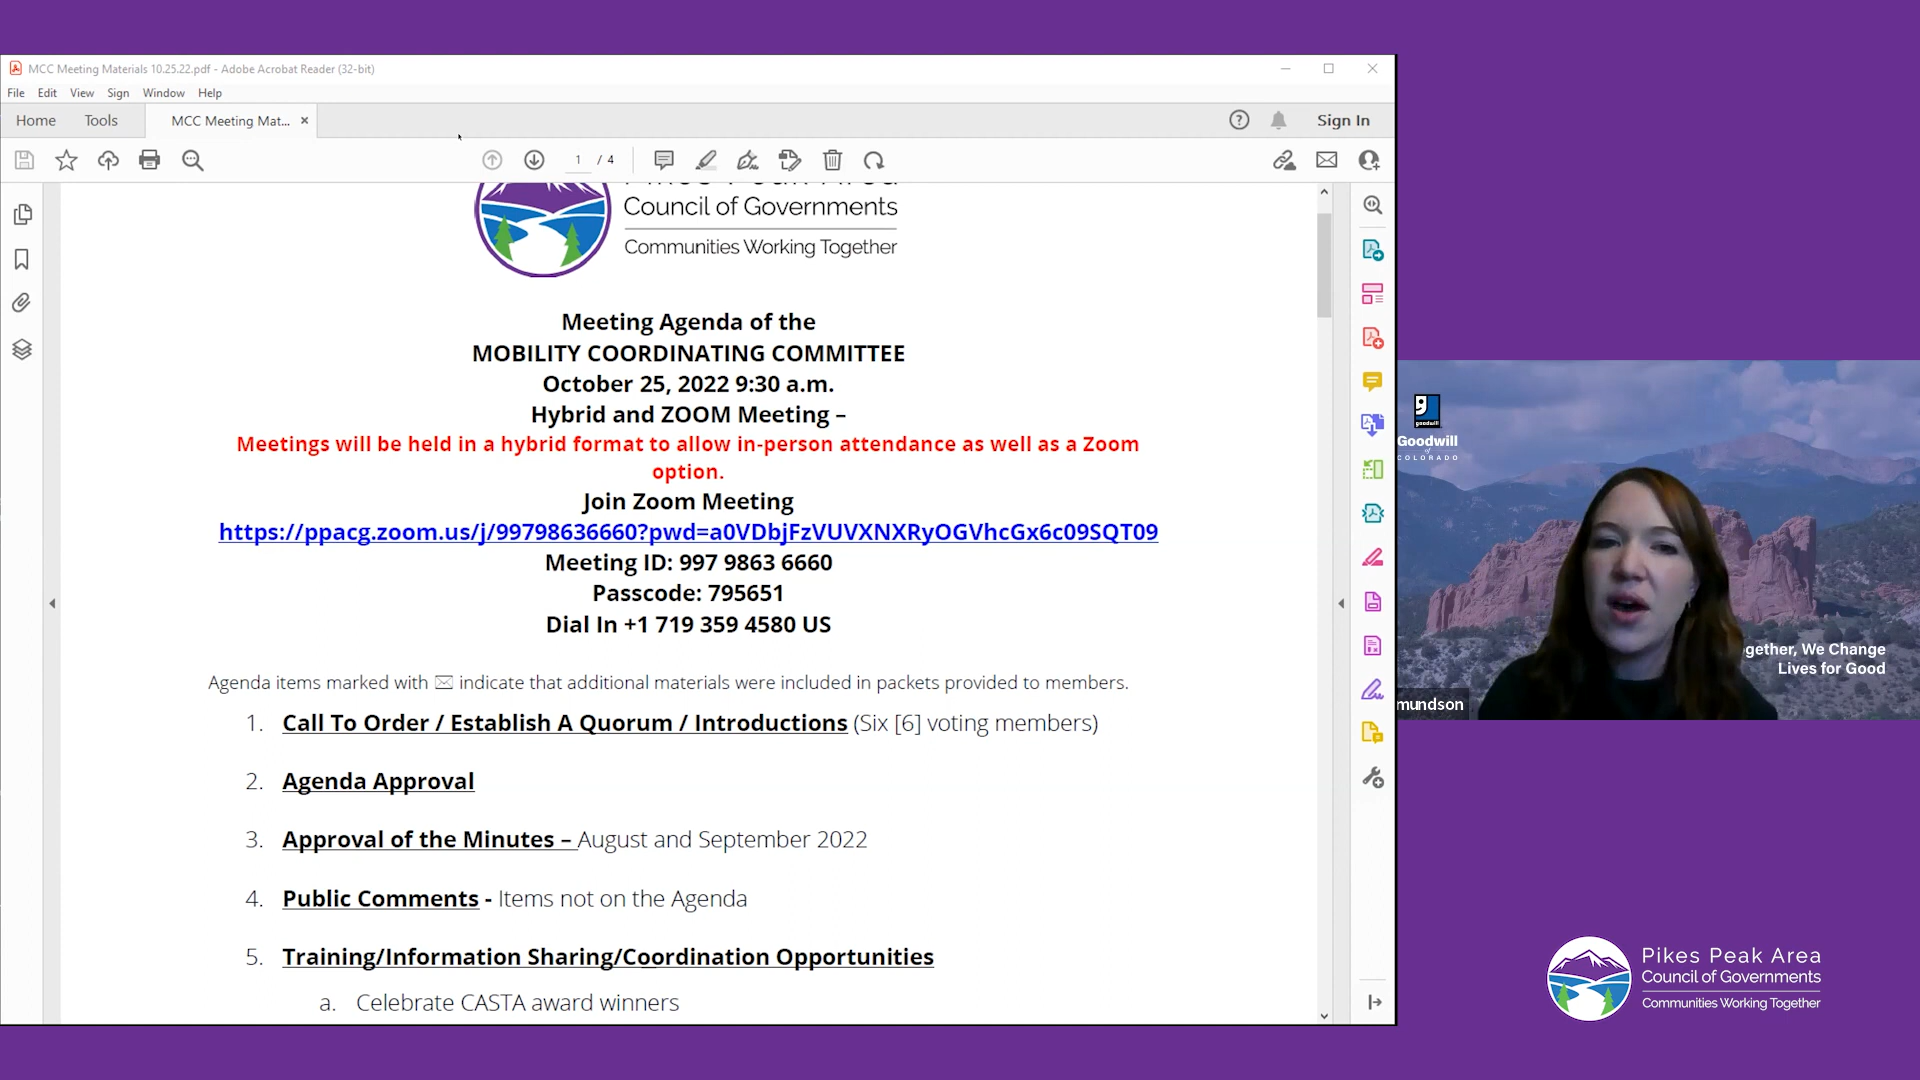 MCC Meeting Materials 10.25.22.pdf - Adobe Acrobat Reader (32-bit)
File Edit View Sign Window Help
Home Tools MCC Meeting Mat... Sign In
1 / 4
Council of Governments
Communities Working Together
Meeting Agenda of the
MOBILITY COORDINATING COMMITTEE
October 25, 2022 9:30 a.m.
Hybrid and ZOOM Meeting –
Meetings will be held in a hybrid format to allow in-person attendance as well as a Zoom
option.
Join Zoom Meeting
https://ppacg.zoom.us/j/99798636660?pwd=a0VDbjFzVUVXNXRyOGVhcGx6c09SQT09
Meeting ID: 997 9863 6660
Passcode: 795651
Dial In +1 719 359 4580 US
Agenda items marked with ✉ indicate that additional materials were included in packets provided to members.
1. Call To Order / Establish A Quorum / Introductions (Six [6] voting members)
2. Agenda Approval
3. Approval of the Minutes – August and September 2022
4. Public Comments - Items not on the Agenda
5. Training/Information Sharing/Coordination Opportunities
a. Celebrate CASTA award winners
goodwill
Goodwill
of
COLORADO
gether, We Change
Lives for Good
mundson
Pikes Peak Area
Council of Governments
Communities Working Together